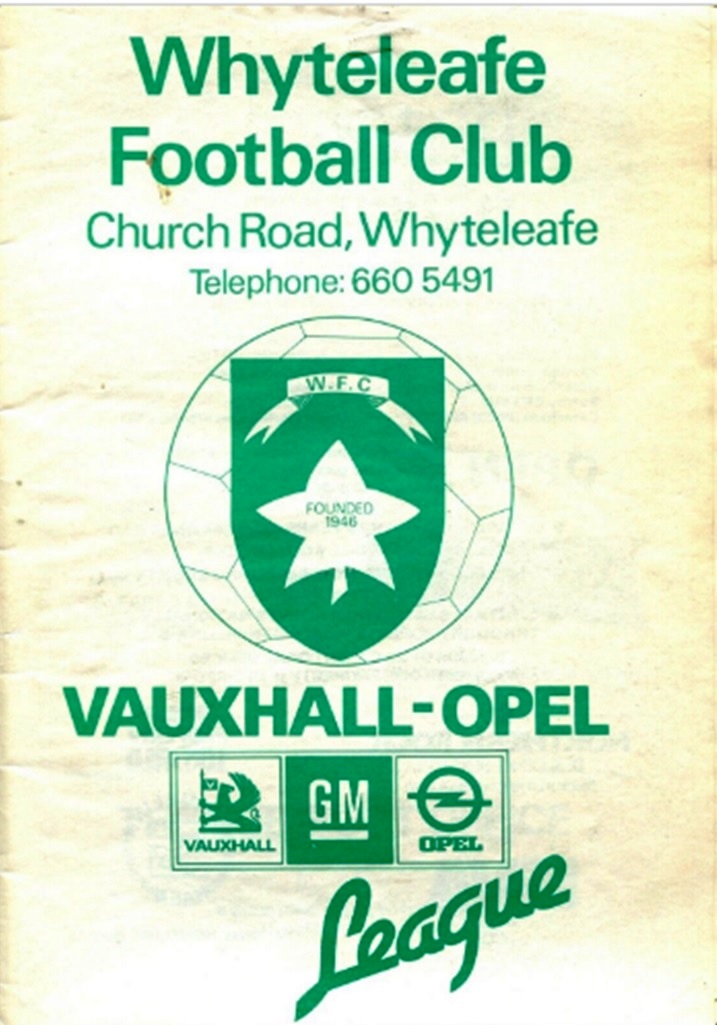 Whyteleafe
Football Club
Church Road, Whyteleafe
Telephone: 660 5491
W.F.C
FOUNDED
1946
VAUXHALL-OPEL
VAUXHALL
GM
OPEL
League